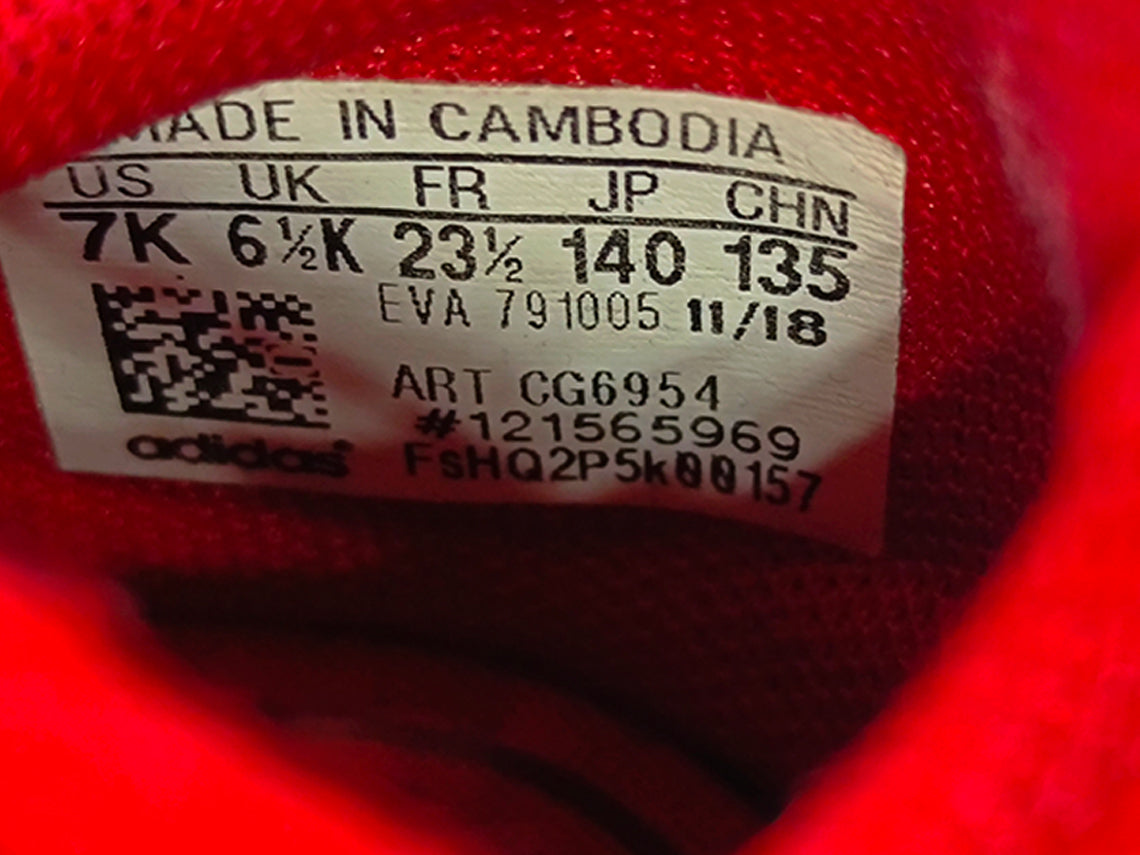 MADE IN CAMBODIA
US UK FR JP CHN
7K 6½K 23½ 140 135
EVA 791005 11/18
ART CG6954
#121565969
adidas FsHQ2P5k00157